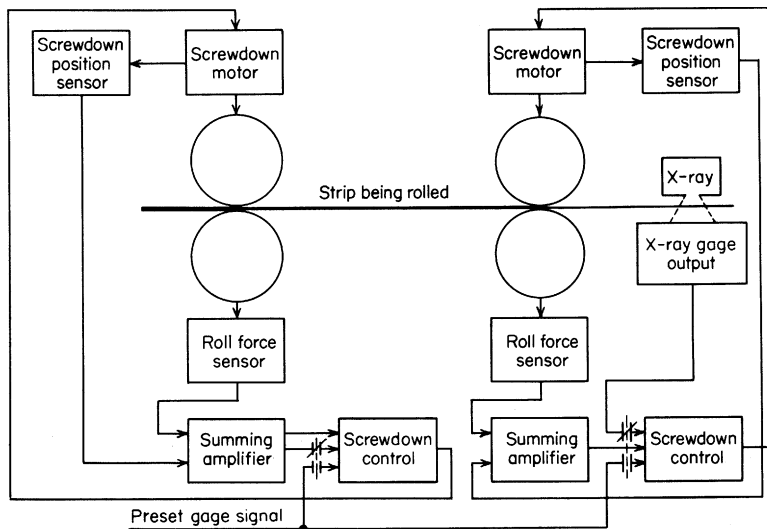 Screwdown
position
sensor
Screwdown
motor
Screwdown
motor
Screwdown
position
sensor
Strip being rolled
X-ray
X-ray gage
output
Roll force
sensor
Roll force
sensor
Summing
amplifier
Screwdown
control
Summing
amplifier
Screwdown
control
Preset gage signal